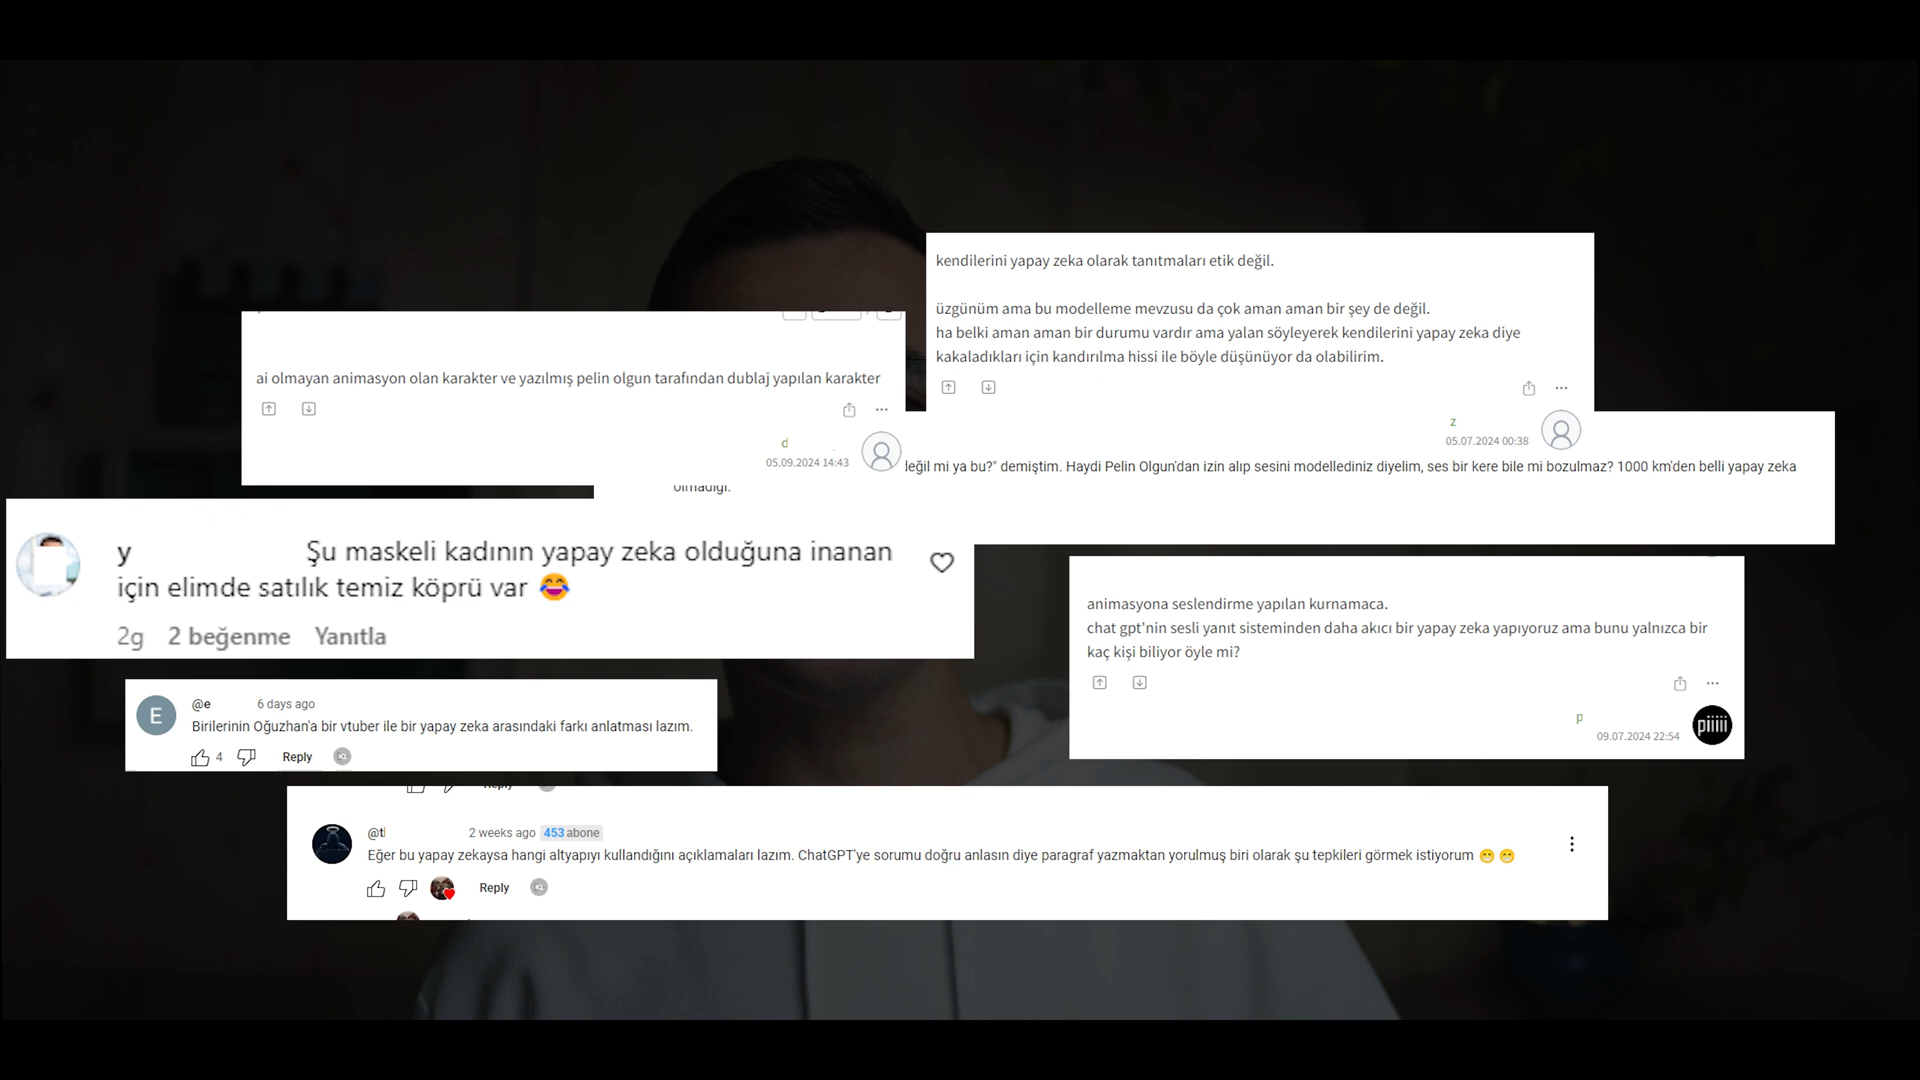 kendilerini yapay zeka olarak tanıtmaları etik değil.
üzgünüm ama bu modelleme mevzusu da çok aman aman bir şey de değil.
ha belki aman aman bir durumu vardır ama yalan söyleyerek kendilerini yapay zeka diye
kakaladıkları için kandırılma hissi ile böyle düşünüyor da olabilirim.
z
05.07.2024 00:38
ai olmayan animasyon olan karakter ve yazılmış pelin olgun tarafından dublaj yapılan karakter
d
05.09.2024 14:43
değil mi ya bu?" demiştim. Haydi Pelin Olgun'dan izin alıp sesini modellediniz diyelim, ses bir kere bile mi bozulmaz? 1000 km'den belli yapay zeka
olmadığı.
y Şu maskeli kadının yapay zeka olduğuna inanan
için elimde satılık temiz köprü var 😂
2g 2 beğenme Yanıtla
animasyona seslendirme yapılan kurnamaca.
chat gpt'nin sesli yanıt sisteminden daha akıcı bir yapay zeka yapıyoruz ama bunu yalnızca bir
kaç kişi biliyor öyle mi?
p
09.07.2024 22:54
piiiii
E
@e 6 days ago
Birilerinin Oğuzhan'a bir vtuber ile bir yapay zeka arasındaki farkı anlatması lazım.
4 Reply
Reply
@tl 2 weeks ago 453 abone
Eğer bu yapay zekaysa hangi altyapıyı kullandığını açıklamaları lazım. ChatGPT'ye sorumu doğru anlasın diye paragraf yazmaktan yorulmuş biri olarak şu tepkileri görmek istiyorum 😁 😁
Reply